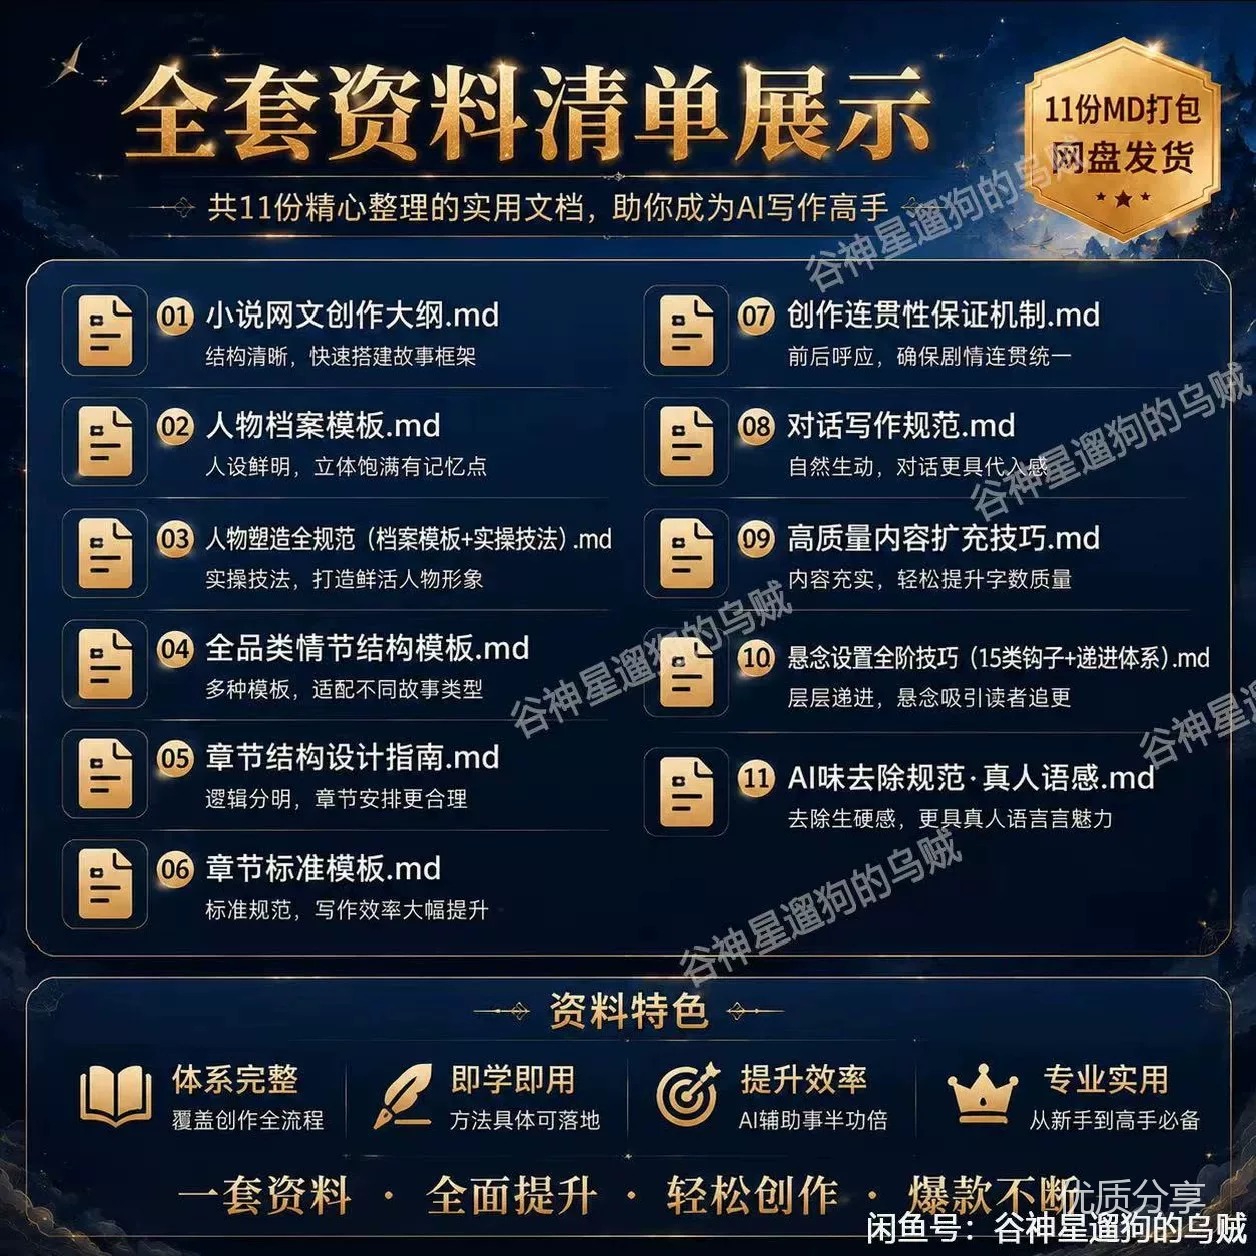 全套资料清单展示
共11份精心整理的实用文档，助你成为AI写作高手
11份MD打包
网盘发货
01 小说网文创作大纲.md
结构清晰，快速搭建故事框架
02 人物档案模板.md
人设鲜明，立体饱满有记忆点
03 人物塑造全规范（档案模板+实操技法）.md
实操技法，打造鲜活人物形象
04 全品类情节结构模板.md
多种模板，适配不同故事类型
05 章节结构设计指南.md
逻辑分明，章节安排更合理
06 章节标准模板.md
标准规范，写作效率大幅提升
07 创作连贯性保证机制.md
前后呼应，确保剧情连贯统一
08 对话写作规范.md
自然生动，对话更具代入感
09 高质量内容扩充技巧.md
内容充实，轻松提升字数质量
10 悬念设置全阶技巧（15类钩子+递进体系）.md
层层递进，悬念吸引读者追更
11 AI味去除规范·真人语感.md
去除生硬感，更具真人语言言魅力
谷神星遛狗的乌贼
谷神星遛狗的乌贼
谷神星遛狗的乌贼
谷神星遛
谷神星遛狗的乌贼
资料特色
体系完整
覆盖创作全流程
即学即用
方法具体可落地
提升效率
AI辅助事半功倍
专业实用
从新手到高手必备
一套资料 · 全面提升 · 轻松创作 · 爆款不断
优质分享
闲鱼号：谷神星遛狗的乌贼